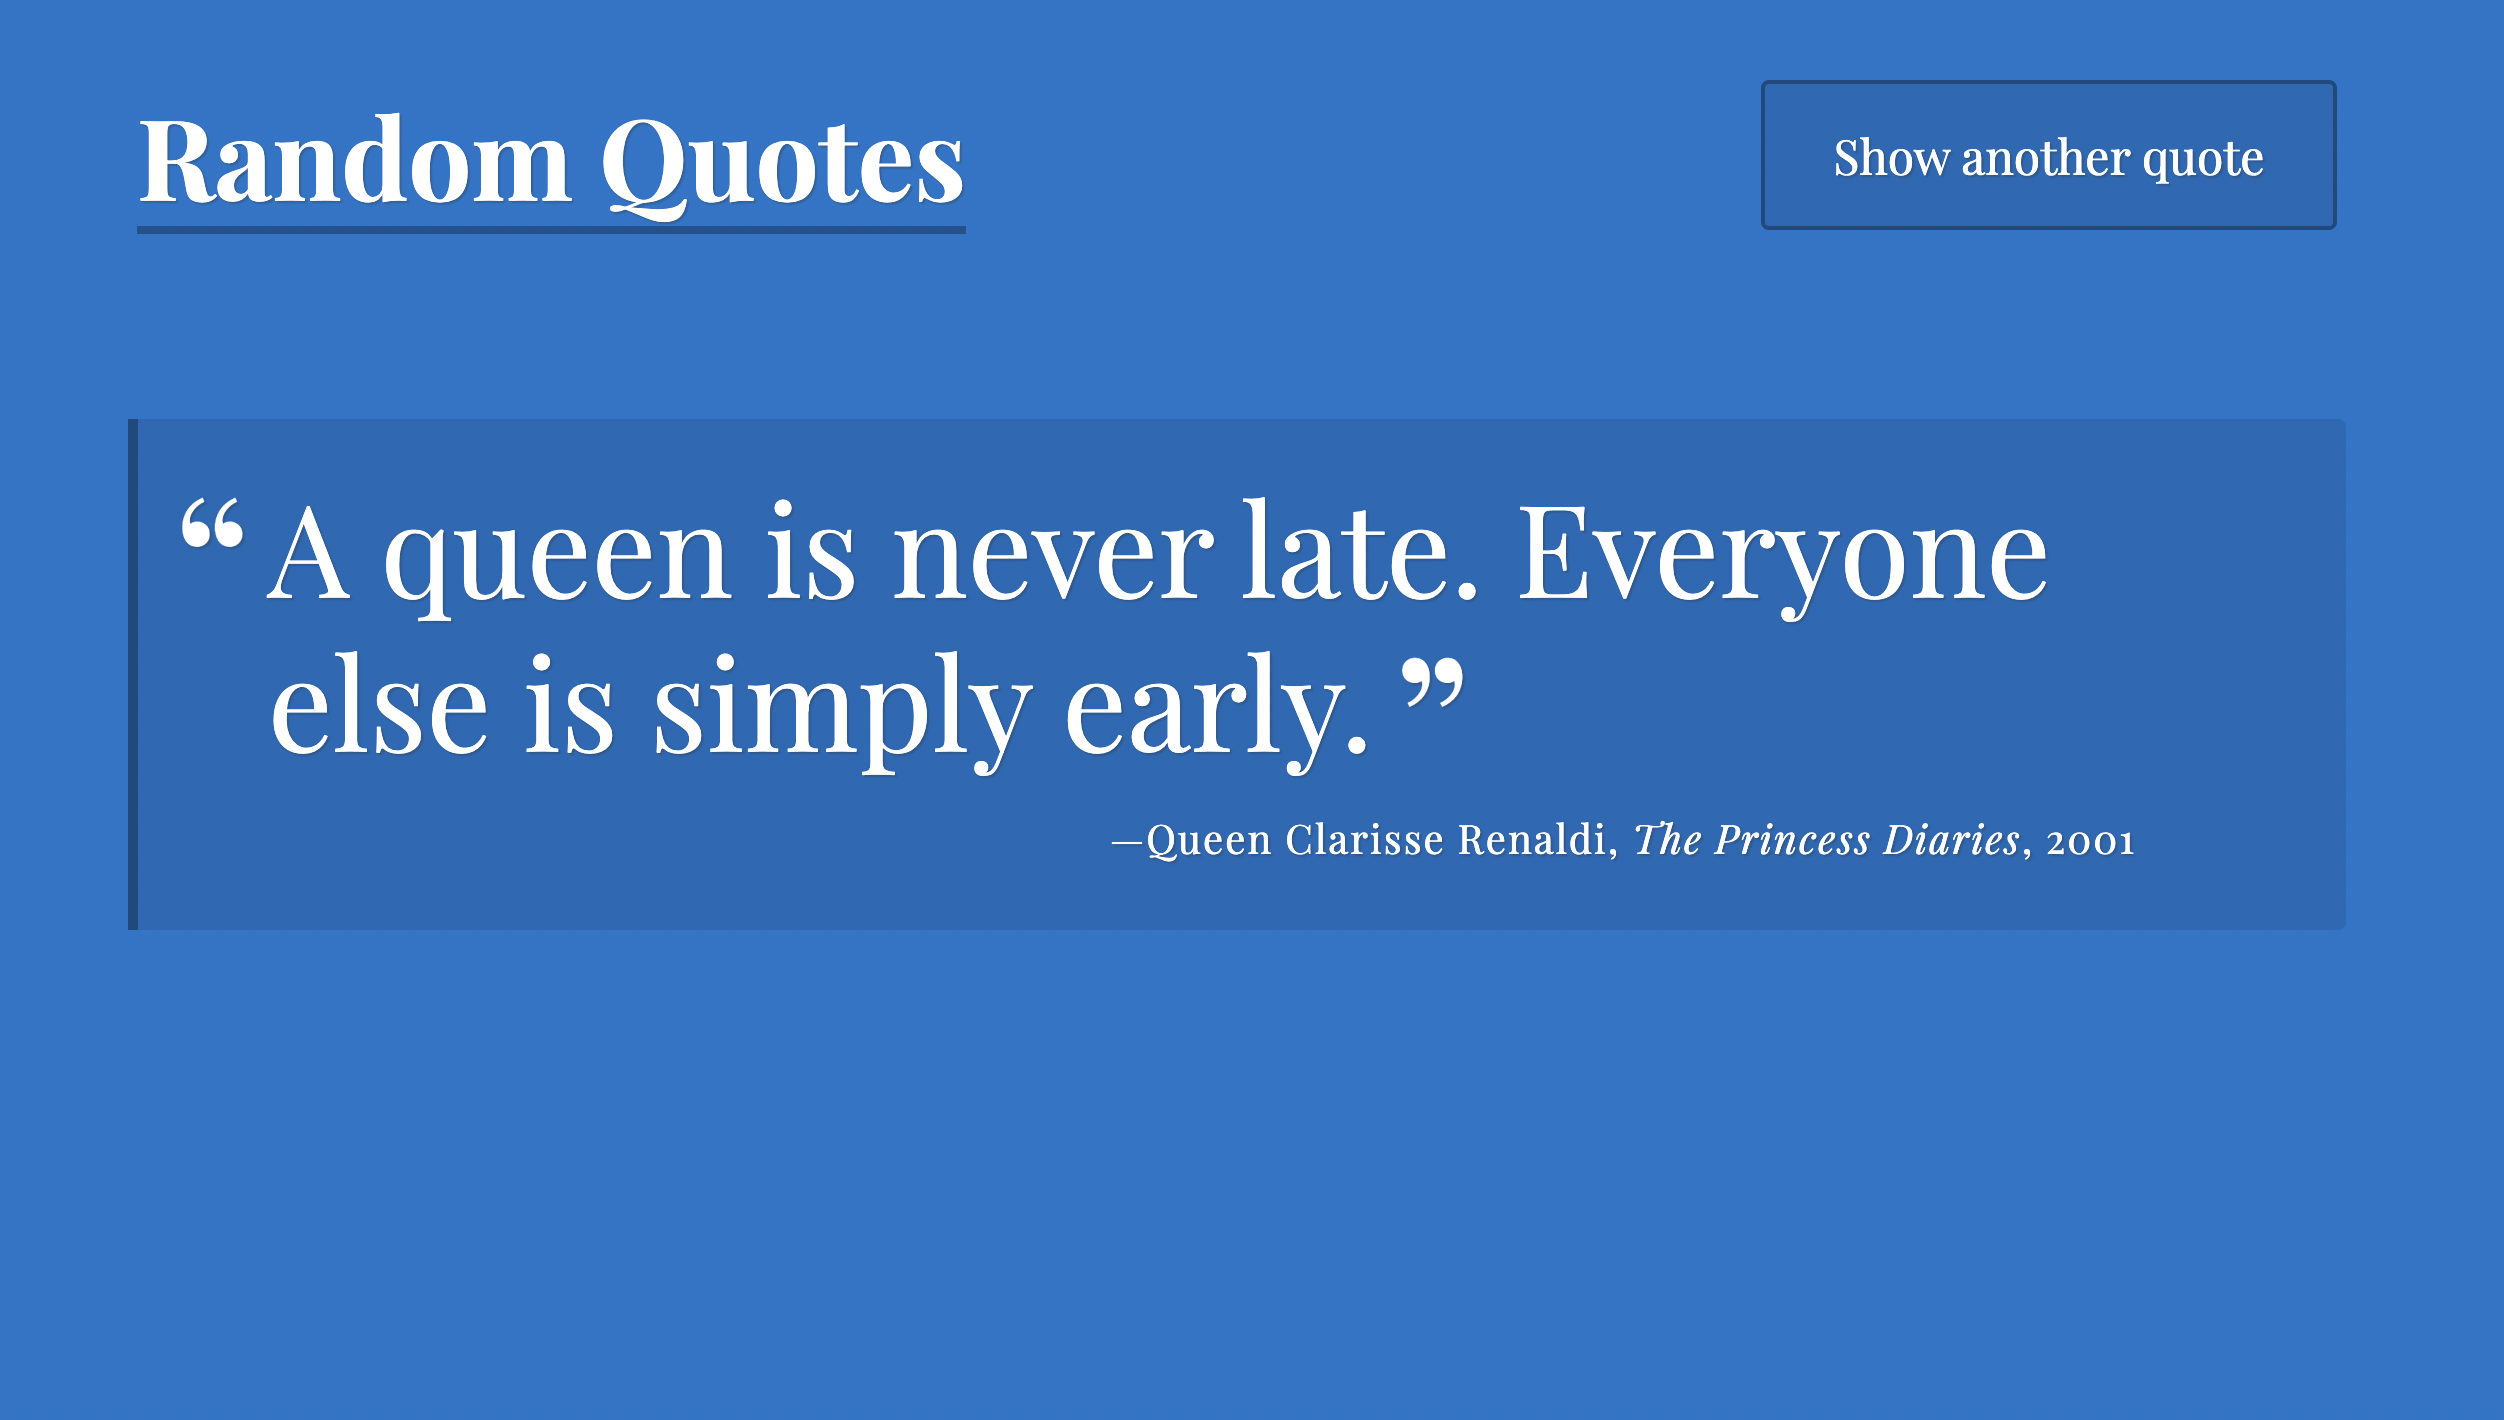 Random Quotes
Show another quote
“A queen is never late. Everyone
else is simply early.”
—Queen Clarisse Renaldi, The Princess Diaries, 2001